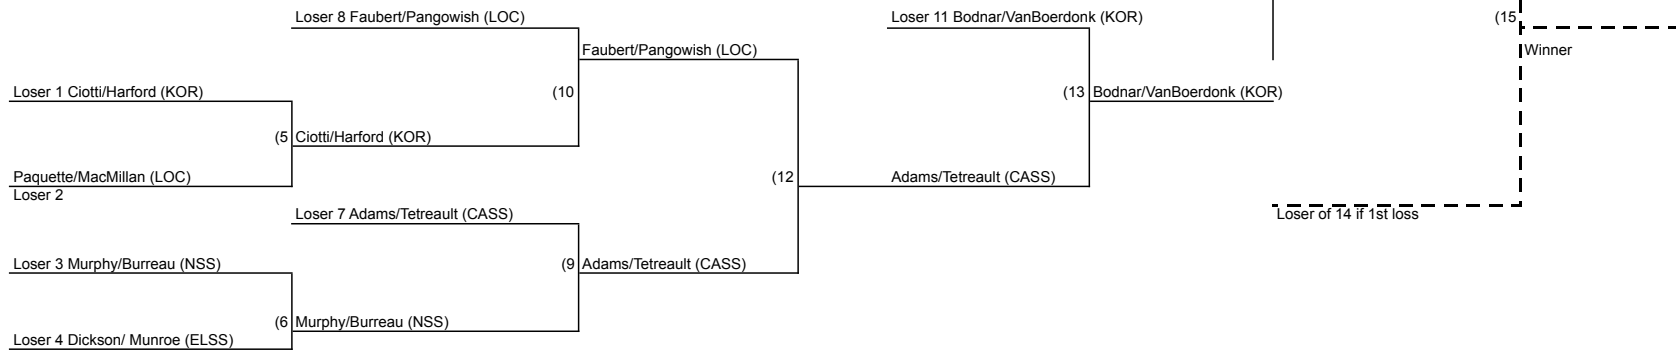 Loser 8 Faubert/Pangowish (LOC)
Loser 11 Bodnar/VanBoerdonk (KOR)
(15
Faubert/Pangowish (LOC)
Winner
Loser 1 Ciotti/Harford (KOR)
(10
(13 Bodnar/VanBoerdonk (KOR)
(5 Ciotti/Harford (KOR)
Paquette/MacMillan (LOC)
(12
Adams/Tetreault (CASS)
Loser 2
Loser 7 Adams/Tetreault (CASS)
Loser of 14 if 1st loss
Loser 3 Murphy/Burreau (NSS)
(9 Adams/Tetreault (CASS)
(6 Murphy/Burreau (NSS)
Loser 4 Dickson/ Munroe (ELSS)